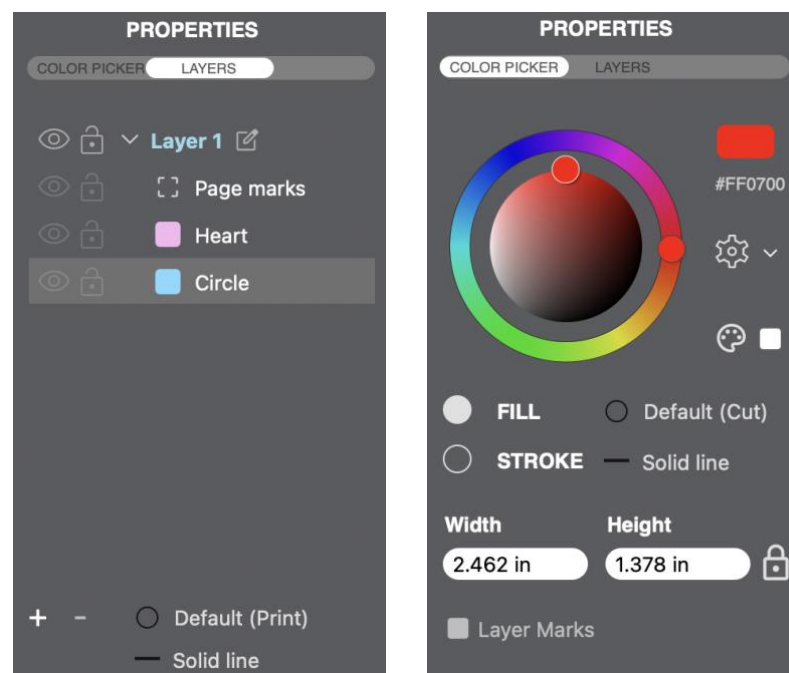 PROPERTIES
COLOR PICKER LAYERS
Layer 1
Page marks
Heart
Circle
+ - Default (Print)
Solid line
PROPERTIES
COLOR PICKER LAYERS
#FF0700
FILL Default (Cut)
STROKE Solid line
Width Height
2.462 in 1.378 in
Layer Marks